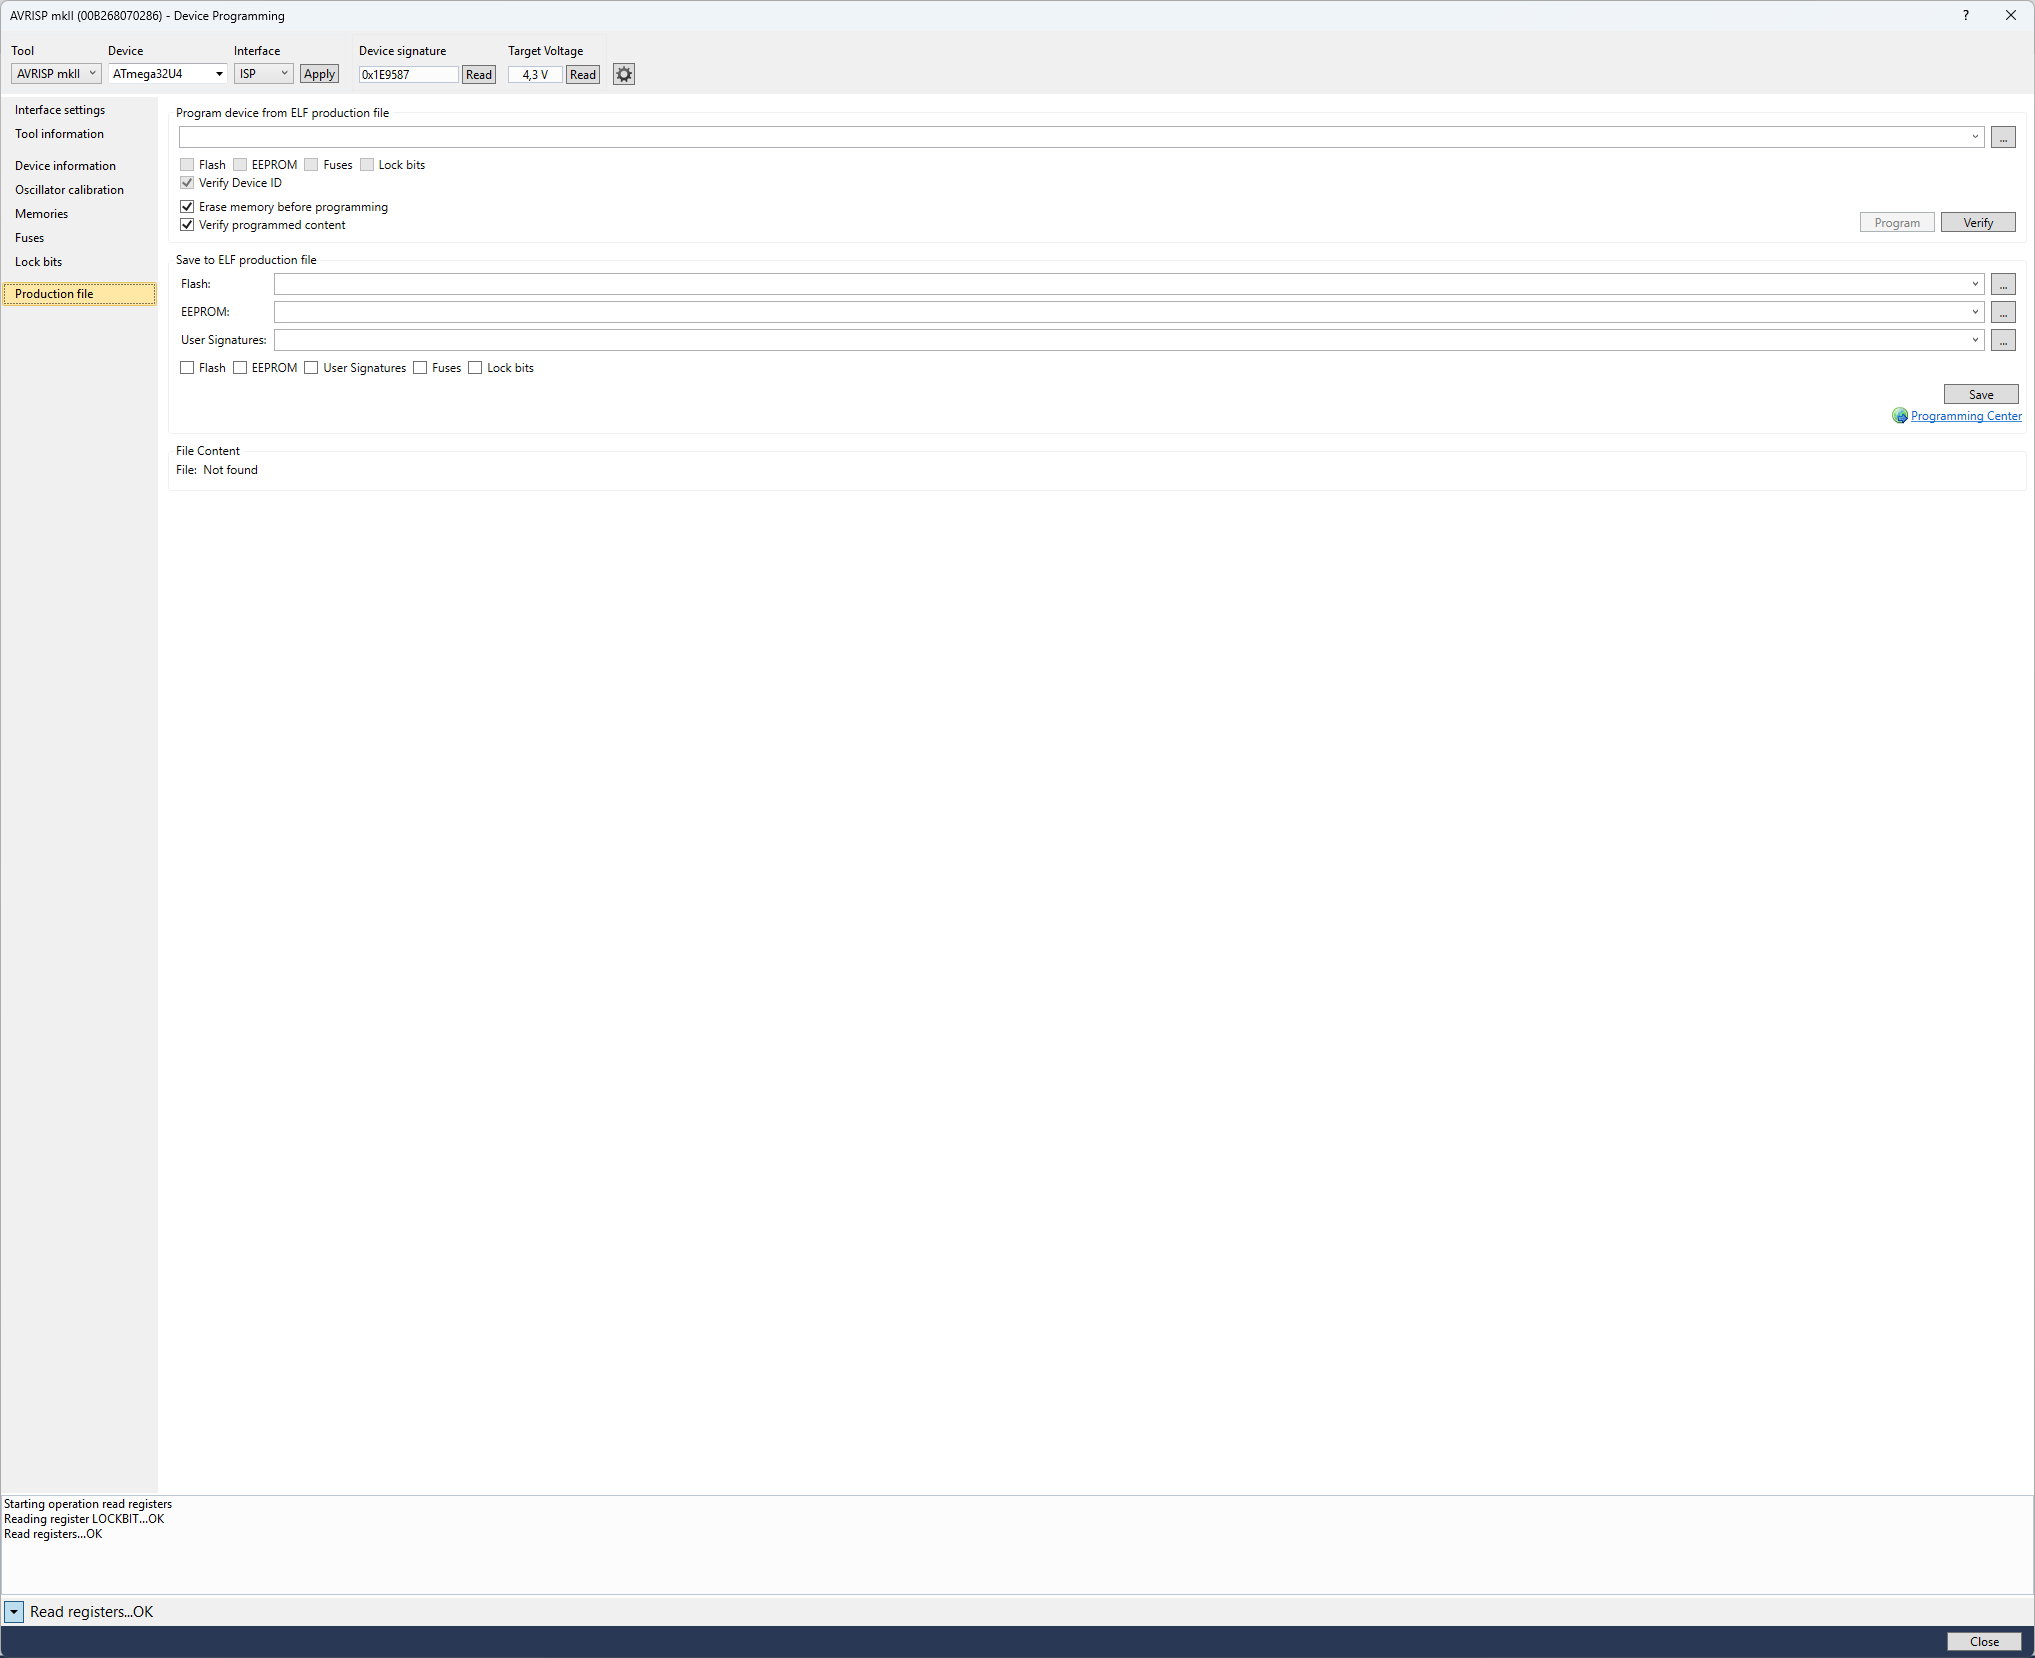 AVRISP mkII (00B268070286) - Device Programming
Tool Device Interface Device signature Target Voltage
AVRISP mkII ATmega32U4 ISP Apply 0x1E9587 Read 4,3 V Read
Interface settings
Tool information
Device information
Oscillator calibration
Memories
Fuses
Lock bits
Production file
Program device from ELF production file
...
Flash EEPROM Fuses Lock bits
Verify Device ID
Erase memory before programming
Verify programmed content
Program Verify
Save to ELF production file
Flash: ...
EEPROM: ...
User Signatures: ...
Flash EEPROM User Signatures Fuses Lock bits
Save
Programming Center
File Content
File: Not found
Starting operation read registers
Reading register LOCKBIT...OK
Read registers...OK
Read registers...OK
Close